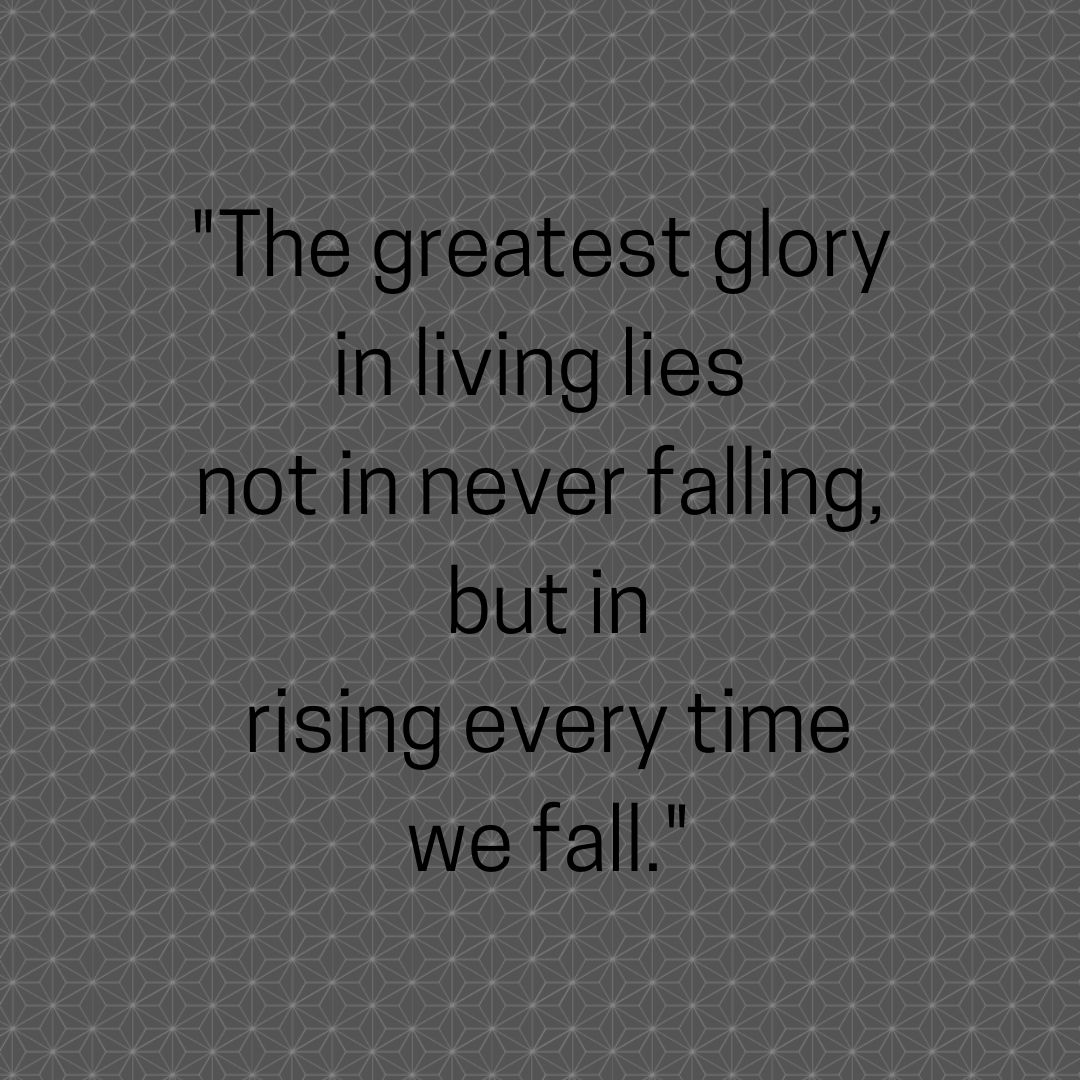 "The greatest glory
in living lies
not in never falling,
but in
rising every time
we fall."